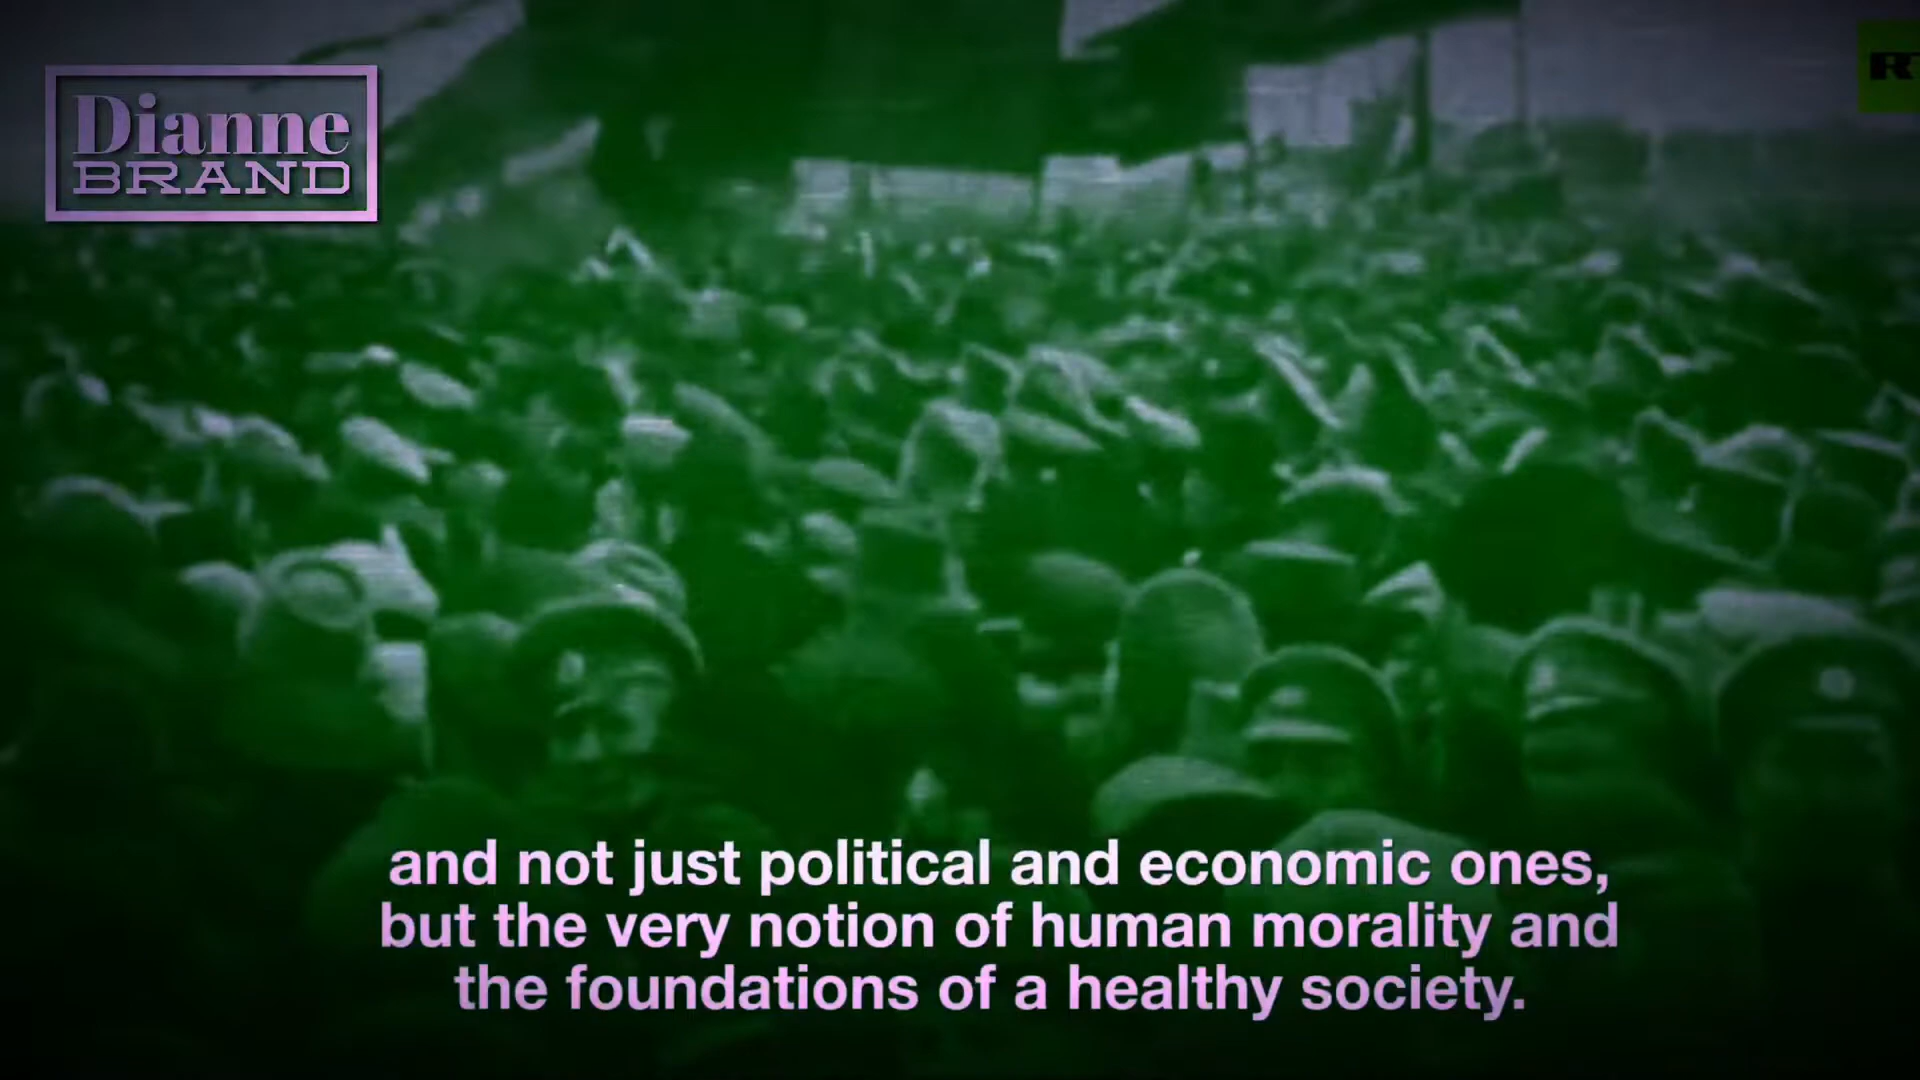 Dianne
BRAND
and not just political and economic ones,
but the very notion of human morality and
the foundations of a healthy society.